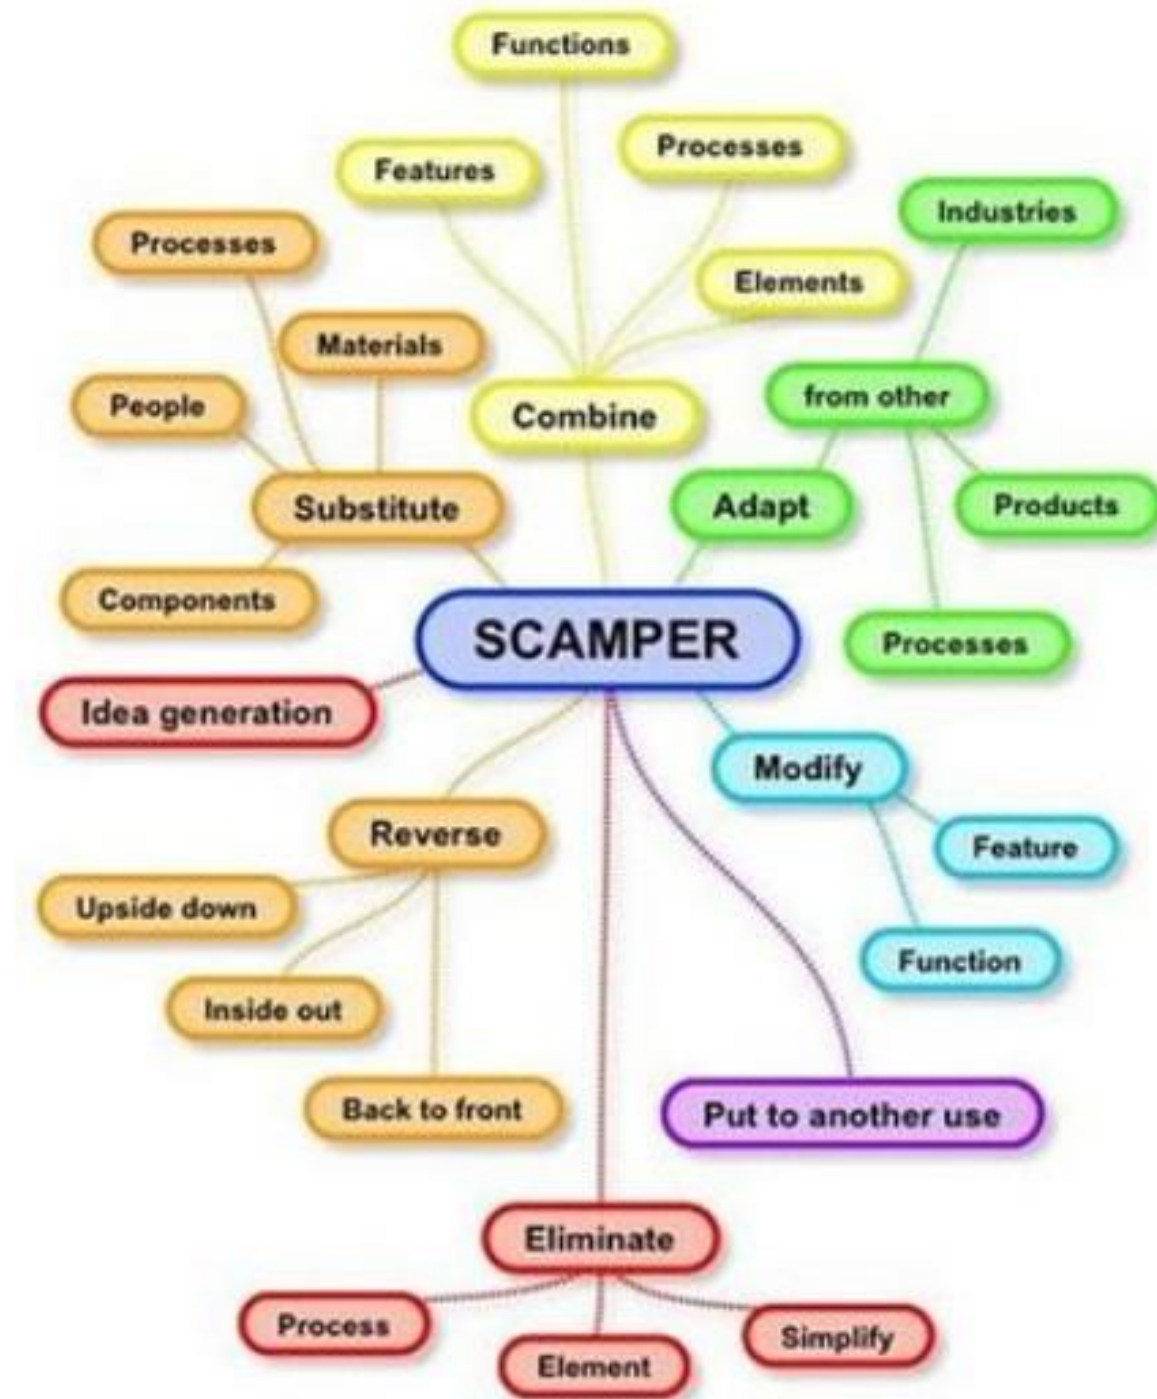 Functions
Processes
Features
Industries
Processes
Elements
Materials
from other
People
Combine
Substitute
Adapt
Products
Components
SCAMPER
Processes
Idea generation
Modify
Reverse
Feature
Upside down
Function
Inside out
Back to front
Put to another use
Eliminate
Process
Simplify
Element